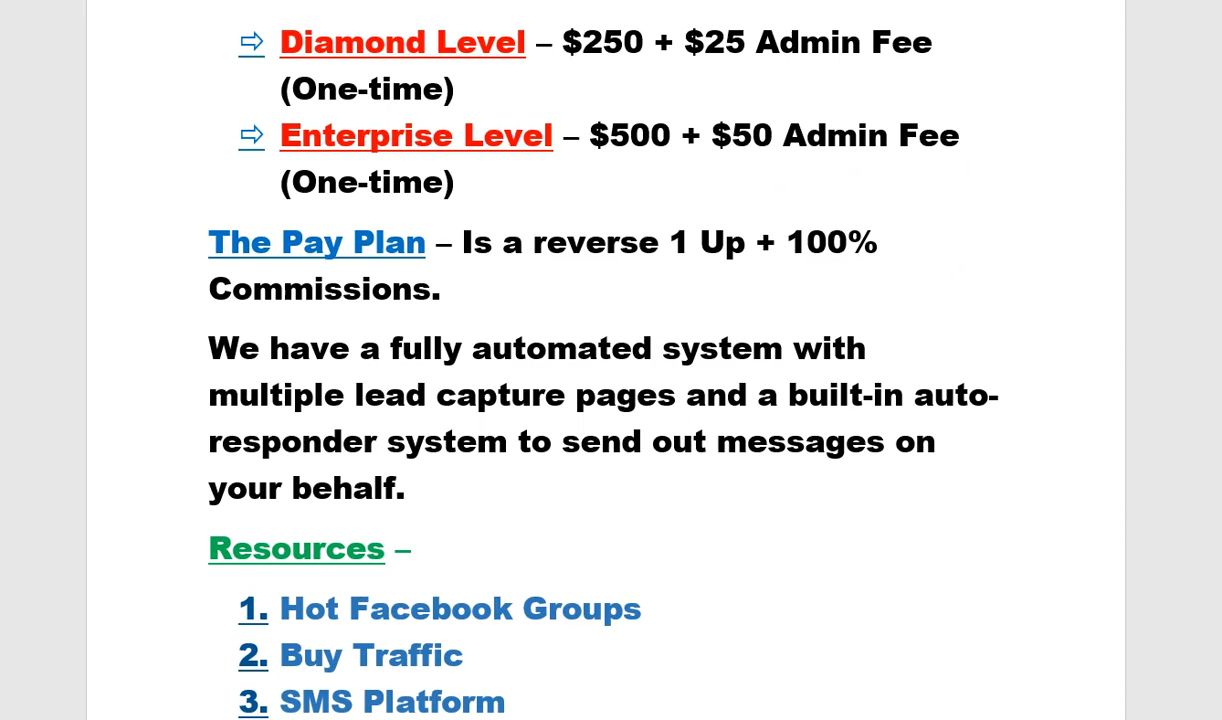 ⇨ Diamond Level – $250 + $25 Admin Fee
(One-time)
⇨ Enterprise Level – $500 + $50 Admin Fee
(One-time)
The Pay Plan – Is a reverse 1 Up + 100%
Commissions.
We have a fully automated system with
multiple lead capture pages and a built-in auto-
responder system to send out messages on
your behalf.
Resources –
1. Hot Facebook Groups
2. Buy Traffic
3. SMS Platform